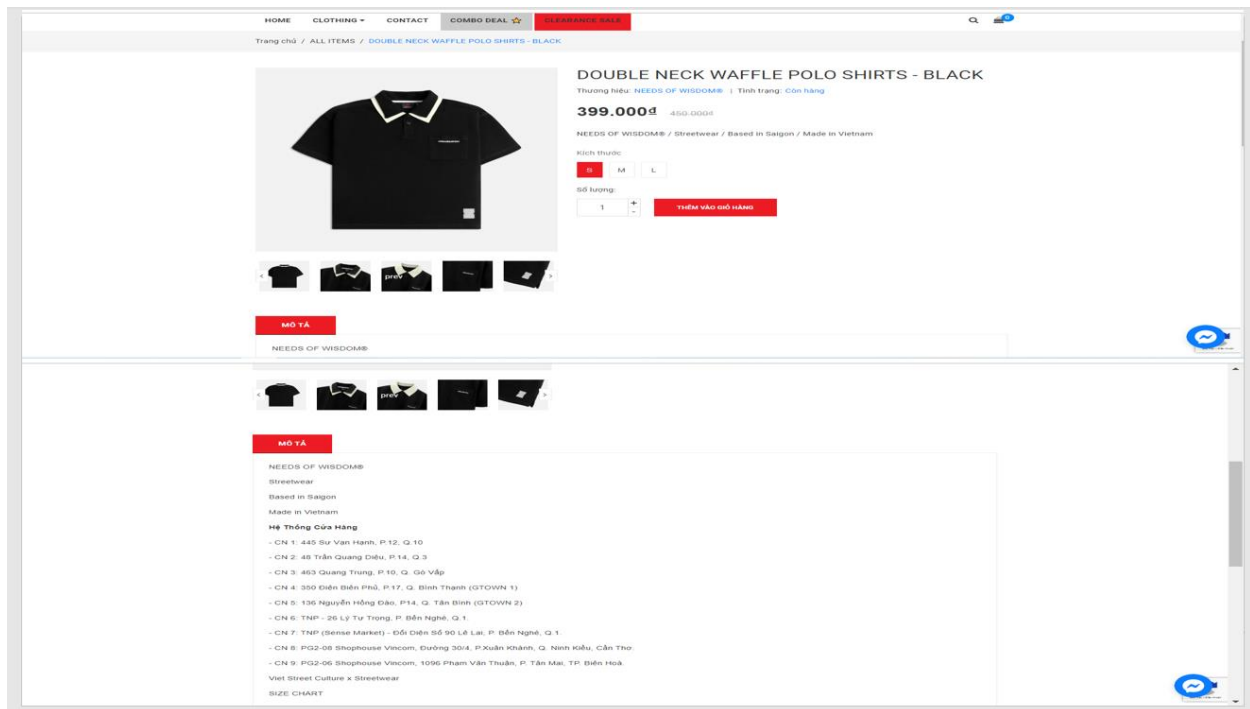 HOME CLOTHING CONTACT COMBO DEAL CLEARANCE SALE 0
Trang chủ / ALL ITEMS / DOUBLE NECK WAFFLE POLO SHIRTS - BLACK
DOUBLE NECK WAFFLE POLO SHIRTS - BLACK
Thương hiệu: NEEDS OF WISDOM® | Tình trạng: Còn hàng
399.000₫ 450.000₫
NEEDS OF WISDOM® / Streetwear / Based in Saigon / Made in Vietnam
Kích thước
S M L
Số lượng:
1 + -
THÊM VÀO GIỎ HÀNG
prev
MÔ TẢ
NEEDS OF WISDOM®
prev
MÔ TẢ
NEEDS OF WISDOM®
Streetwear
Based in Saigon
Made in Vietnam
Hệ Thống Cửa Hàng
- CN 1: 445 Sư Vạn Hạnh, P.12, Q.10
- CN 2: 48 Trần Quang Diệu, P.14, Q.3
- CN 3: 463 Quang Trung, P.10, Q. Gò Vấp
- CN 4: 350 Điện Biên Phủ, P.17, Q. Bình Thạnh (GTOWN 1)
- CN 5: 136 Nguyễn Hồng Đào, P14, Q. Tân Bình (GTOWN 2)
- CN 6: TNP - 26 Lý Tự Trọng, P. Bến Nghé, Q.1.
- CN 7: TNP (Sense Market) - Đối Diện Số 90 Lê Lai, P. Bến Nghé, Q.1.
- CN 8: PG2-08 Shophouse Vincom, Đường 30/4, P.Xuân Khánh, Q. Ninh Kiều, Cần Thơ.
- CN 9: PG2-06 Shophouse Vincom, 1096 Phạm Văn Thuận, P. Tân Mai, TP. Biên Hoà.
Viet Street Culture x Streetwear
SIZE CHART